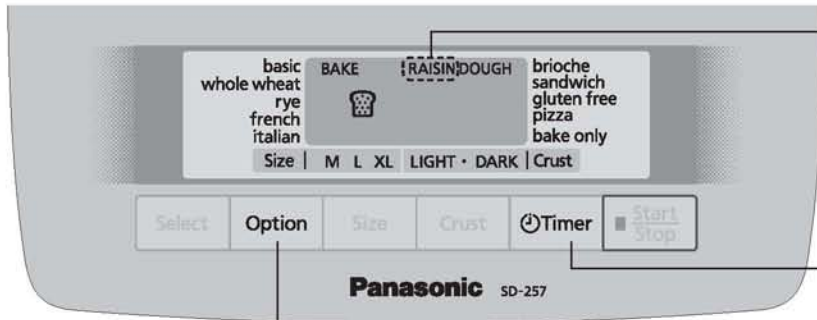 basic
whole wheat
rye
french
italian
BAKE RAISIN DOUGH
brioche
sandwich
gluten free
pizza
bake only
Size | M L XL LIGHT · DARK | Crust
Select Option Size Crust Timer Start/Stop
Panasonic SD-257